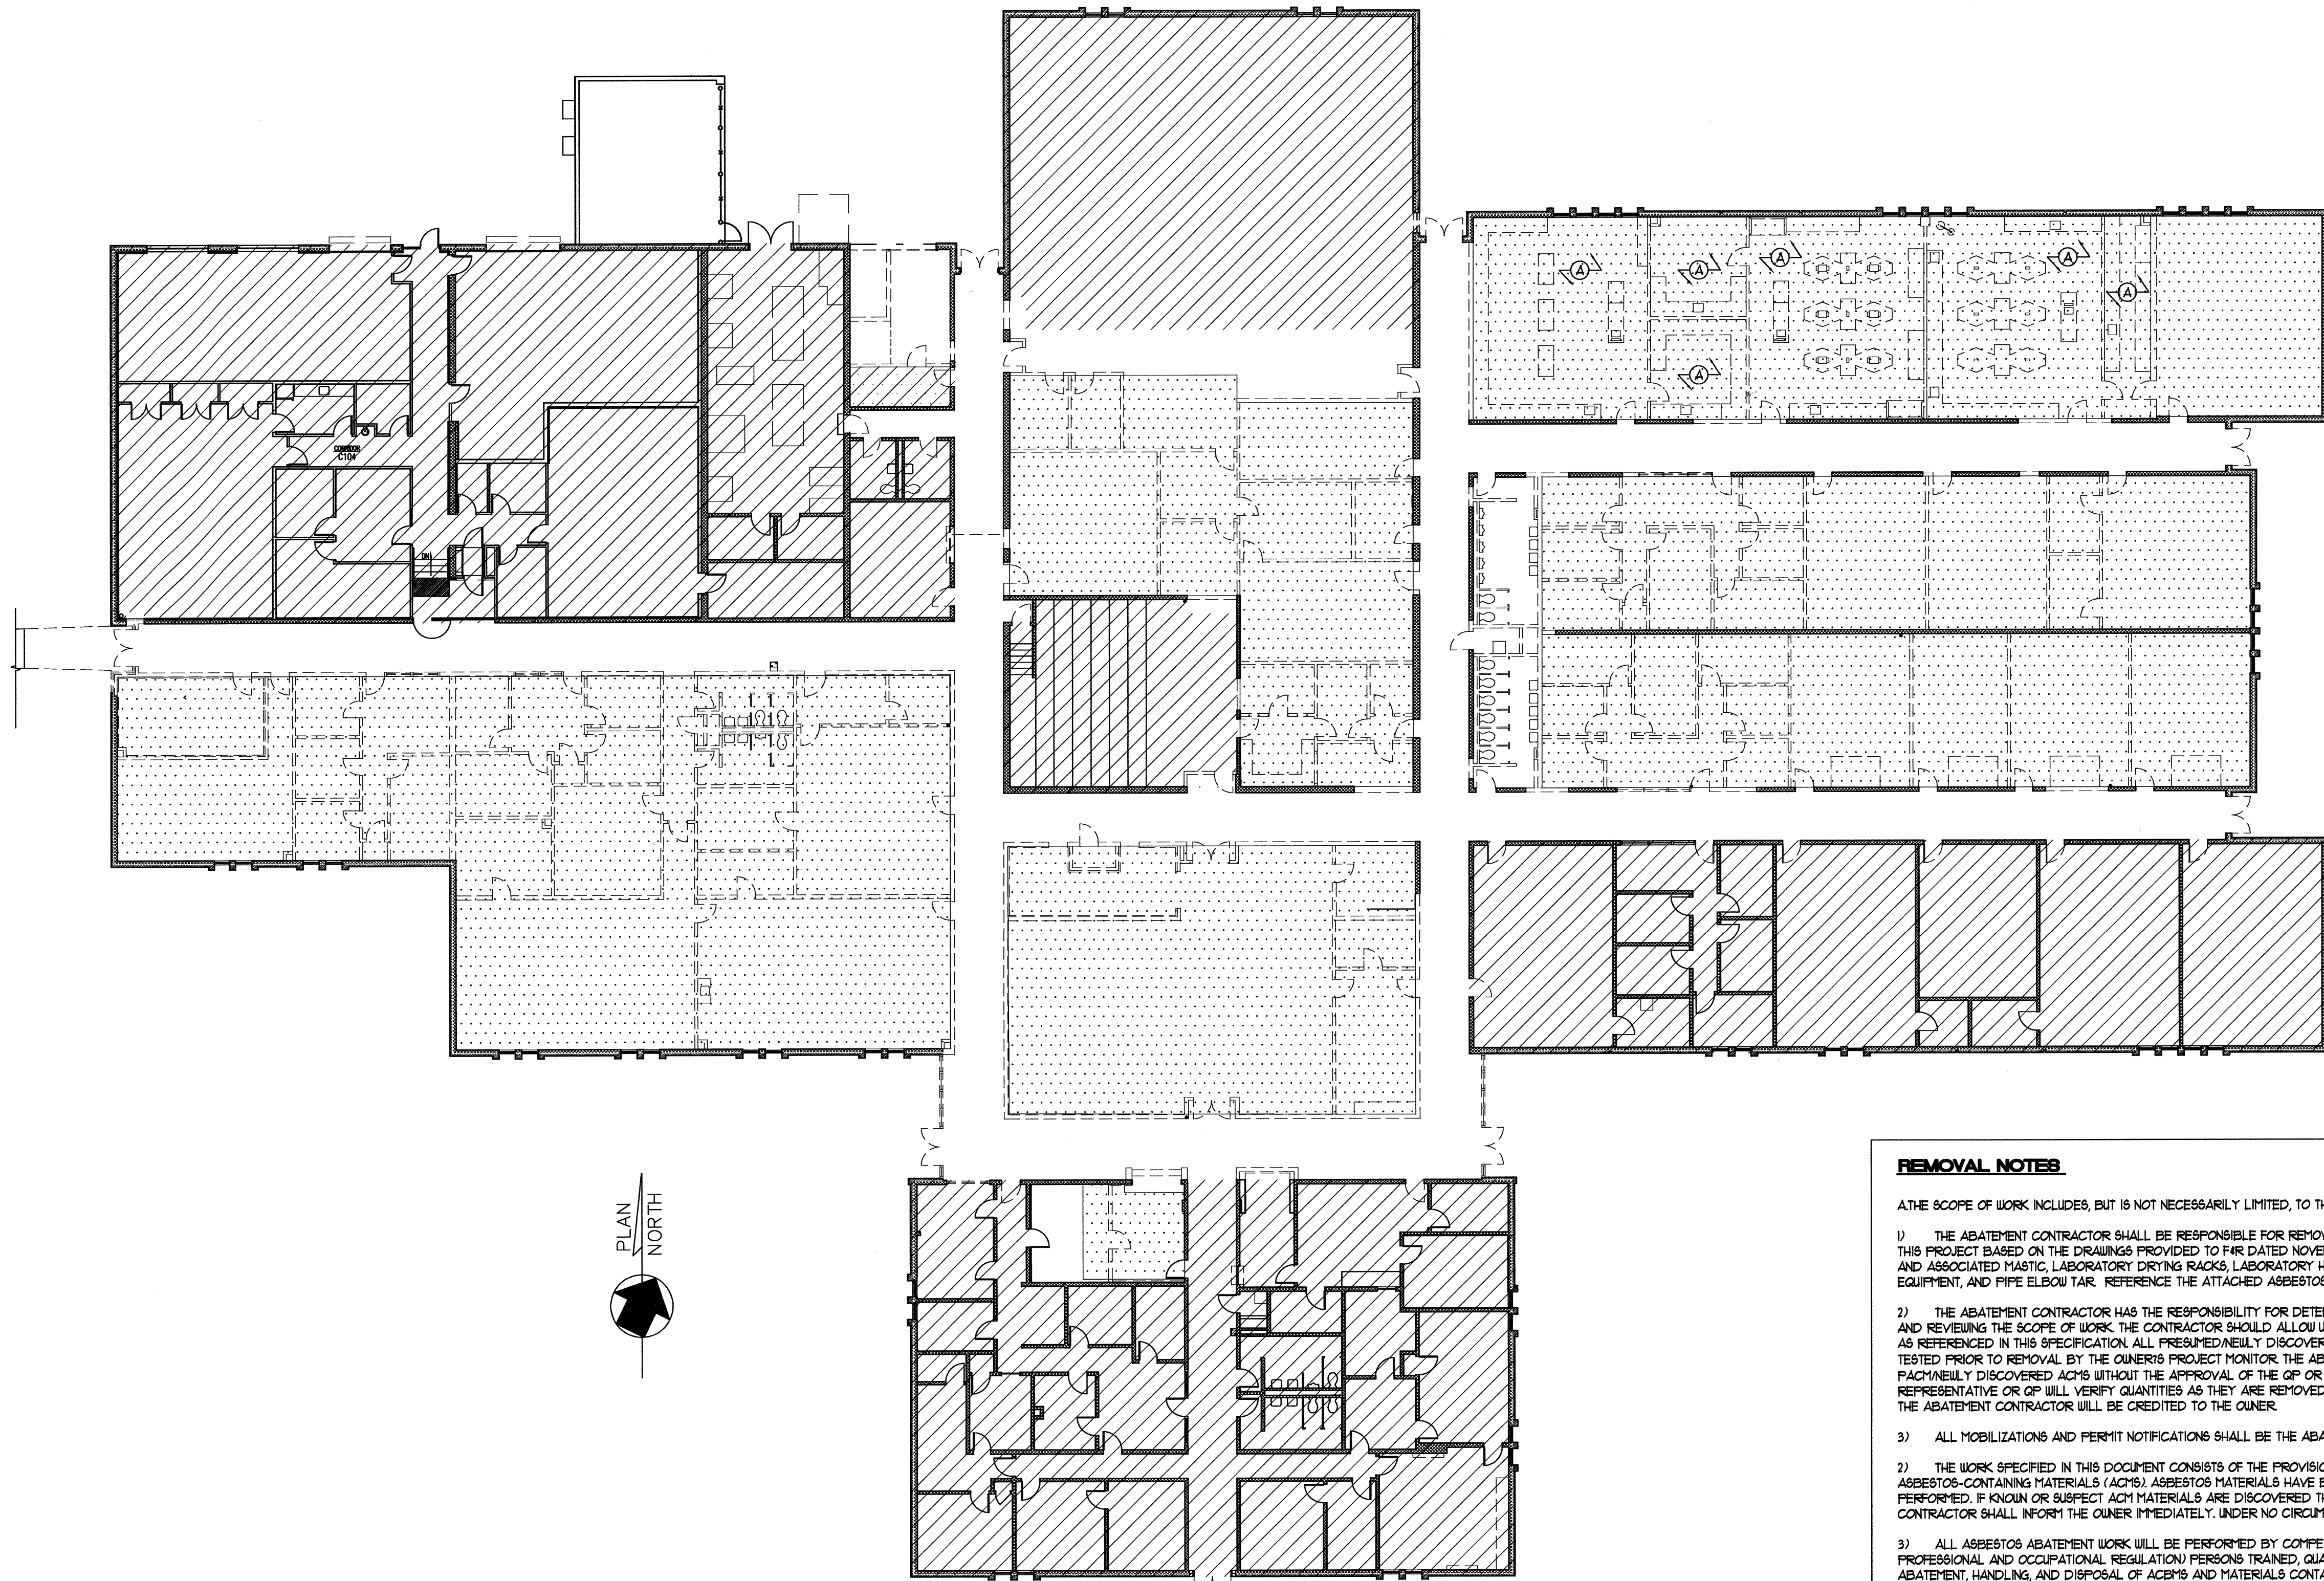 A
A
A
A
A
A
CORRIDOR
C104
DN
PLAN
NORTH
REMOVAL NOTES
A.THE SCOPE OF WORK INCLUDES, BUT IS NOT NECESSARILY LIMITED, TO TH
1) THE ABATEMENT CONTRACTOR SHALL BE RESPONSIBLE FOR REMOV
THIS PROJECT BASED ON THE DRAWINGS PROVIDED TO F&R DATED NOVE
AND ASSOCIATED MASTIC, LABORATORY DRYING RACKS, LABORATORY H
EQUIPMENT, AND PIPE ELBOW TAR. REFERENCE THE ATTACHED ASBESTOS
2) THE ABATEMENT CONTRACTOR HAS THE RESPONSIBILITY FOR DETE
AND REVIEWING THE SCOPE OF WORK. THE CONTRACTOR SHOULD ALLOW U
AS REFERENCED IN THIS SPECIFICATION. ALL PRESUMED/NEWLY DISCOVER
TESTED PRIOR TO REMOVAL BY THE OWNER?S PROJECT MONITOR. THE AB
PACM/NEWLY DISCOVERED ACMS WITHOUT THE APPROVAL OF THE QP OR
REPRESENTATIVE OR QP WILL VERIFY QUANTITIES AS THEY ARE REMOVED
THE ABATEMENT CONTRACTOR WILL BE CREDITED TO THE OWNER.
3) ALL MOBILIZATIONS AND PERMIT NOTIFICATIONS SHALL BE THE ABA
2) THE WORK SPECIFIED IN THIS DOCUMENT CONSISTS OF THE PROVISIO
ASBESTOS-CONTAINING MATERIALS (ACMS). ASBESTOS MATERIALS HAVE B
PERFORMED. IF KNOWN OR SUSPECT ACM MATERIALS ARE DISCOVERED TH
CONTRACTOR SHALL INFORM THE OWNER IMMEDIATELY. UNDER NO CIRCUM
3) ALL ASBESTOS ABATEMENT WORK WILL BE PERFORMED BY COMPE
PROFESSIONAL AND OCCUPATIONAL REGULATION) PERSONS TRAINED, QUA
ABATEMENT, HANDLING, AND DISPOSAL OF ACBMS AND MATERIALS CONTA